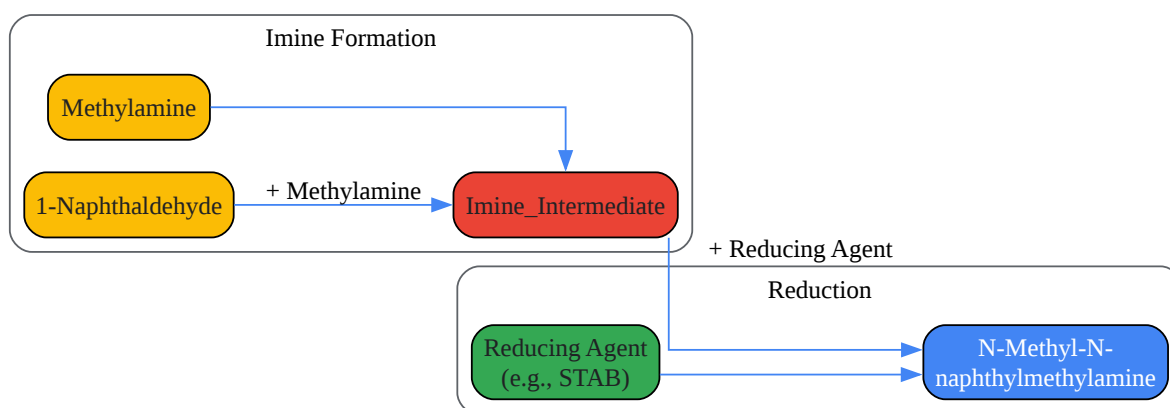 Imine Formation
Methylamine
1-Naphthaldehyde
+ Methylamine
Imine_Intermediate
+ Reducing Agent
Reduction
Reducing Agent
(e.g., STAB)
N-Methyl-N-
naphthylmethylamine